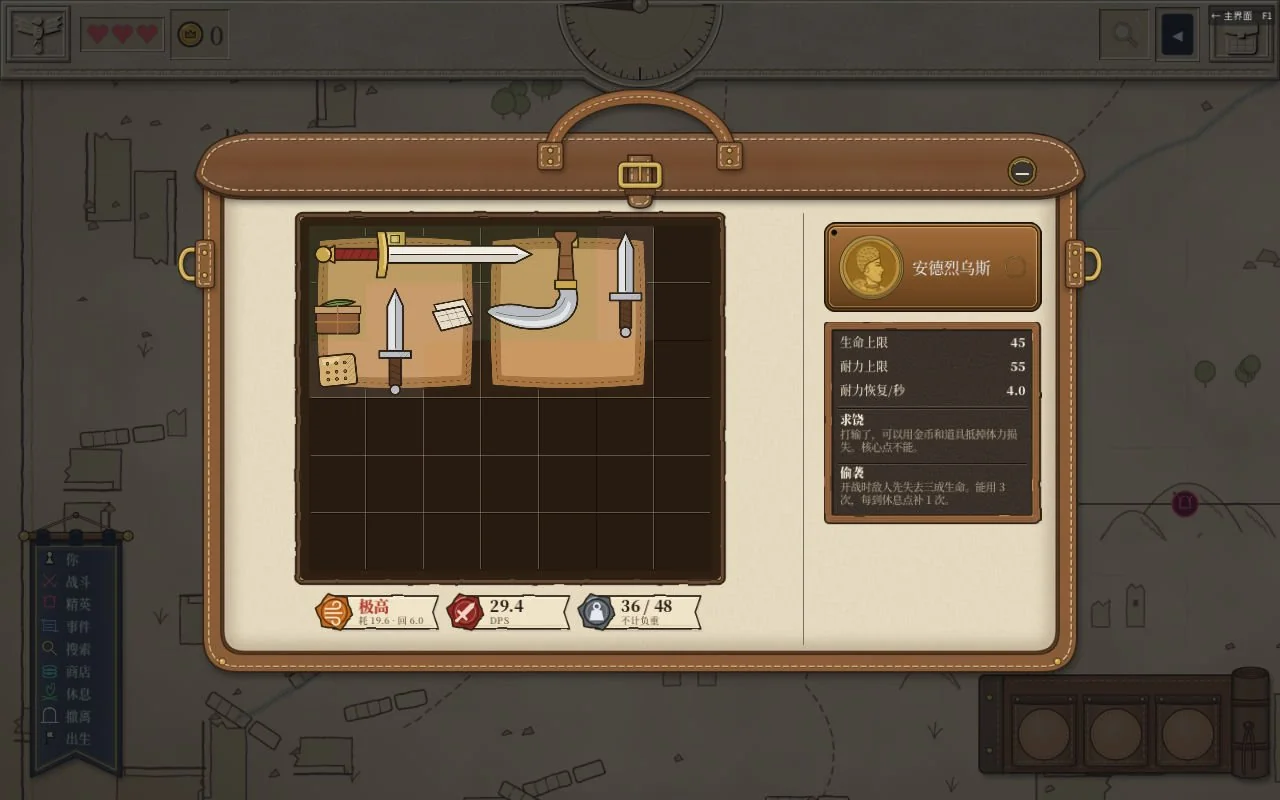 0
← 主界面 F1
安德烈乌斯
生命上限 45
耐力上限 55
耐力恢复/秒 4.0
求饶
打输了，可以用金币和道具抵掉体力损
失。核心点不能。
偷袭
开战时敌人先失去三成生命。能用 3
次，每到休息点补 1 次。
极高
耗 19.6 · 回 6.0
29.4
DPS
36 / 48
不计负重
你
战斗
精英
事件
搜索
商店
休息
撤离
出生